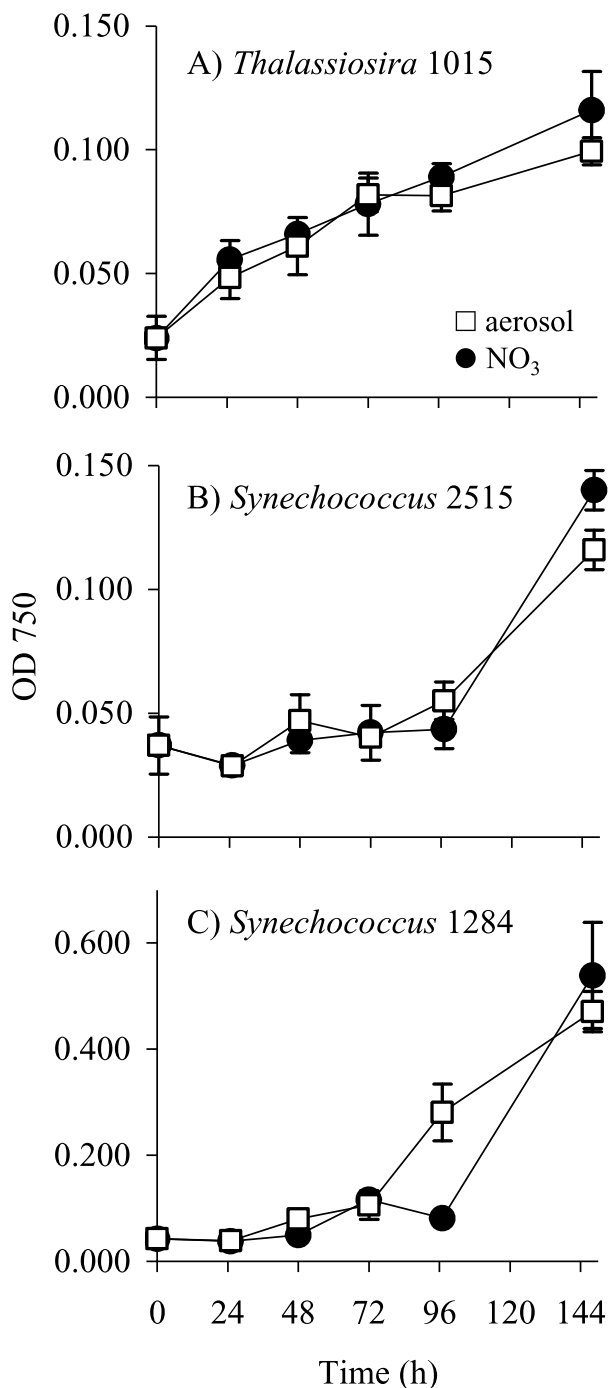 0.150
A) Thalassiosira 1015
0.100
0.050
aerosol
NO₃
0.000
0.150
B) Synechococcus 2515
0.100
OD 750
0.050
0.000
C) Synechococcus 1284
0.600
0.400
0.200
0.000
0 24 48 72 96 120 144
Time (h)